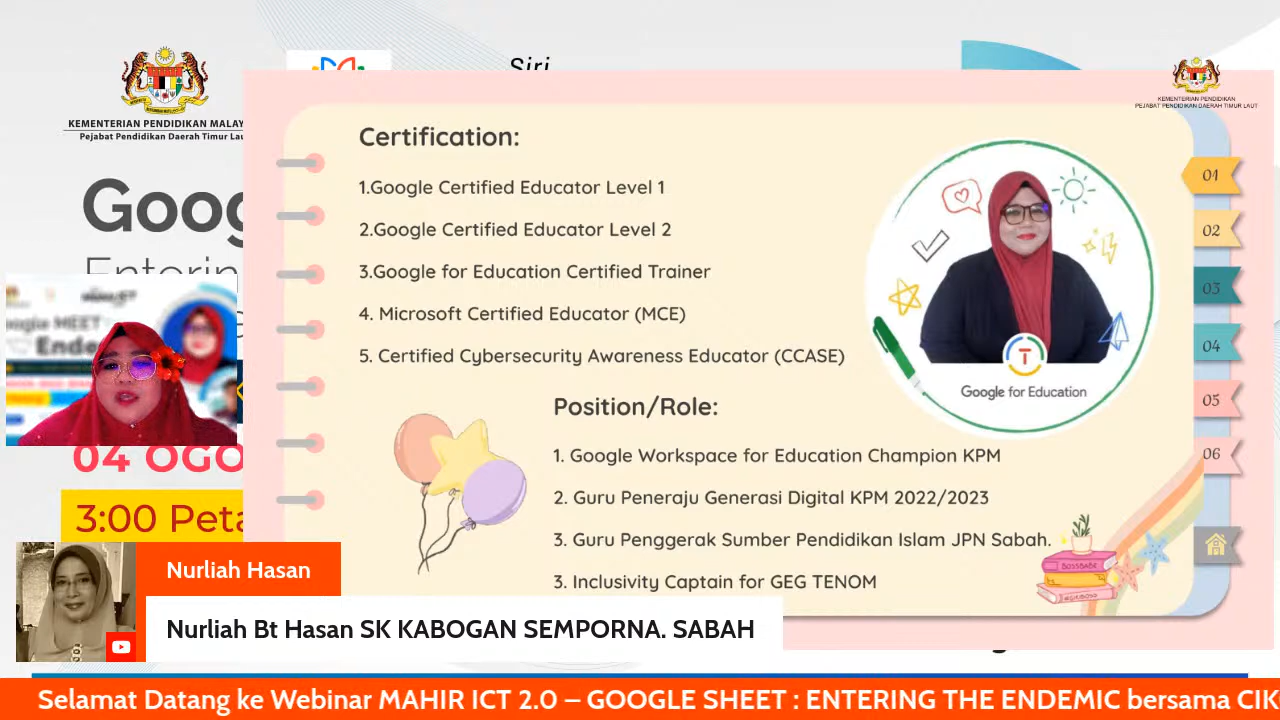 Siri
KEMENTERIAN PENDIDIKAN MALAY
Pejabat Pendidikan Daerah Timur Lau
KEMENTERIAN PENDIDIKAN
PEJABAT PENDIDIKAN DAERAH TIMUR LAUT
Goog
Enterin
04 OGO
3:00 Peta
Certification:
1.Google Certified Educator Level 1
2.Google Certified Educator Level 2
3.Google for Education Certified Trainer
4. Microsoft Certified Educator (MCE)
5. Certified Cybersecurity Awareness Educator (CCASE)
T
Google for Education
Position/Role:
1. Google Workspace for Education Champion KPM
2. Guru Peneraju Generasi Digital KPM 2022/2023
3. Guru Penggerak Sumber Pendidikan Islam JPN Sabah.
3. Inclusivity Captain for GEG TENOM
01
02
03
04
05
06
BOSSBABE
Google MEET
Ende
Nurliah Hasan
Nurliah Bt Hasan SK KABOGAN SEMPORNA. SABAH
Selamat Datang ke Webinar MAHIR ICT 2.0 – GOOGLE SHEET : ENTERING THE ENDEMIC bersama CIK